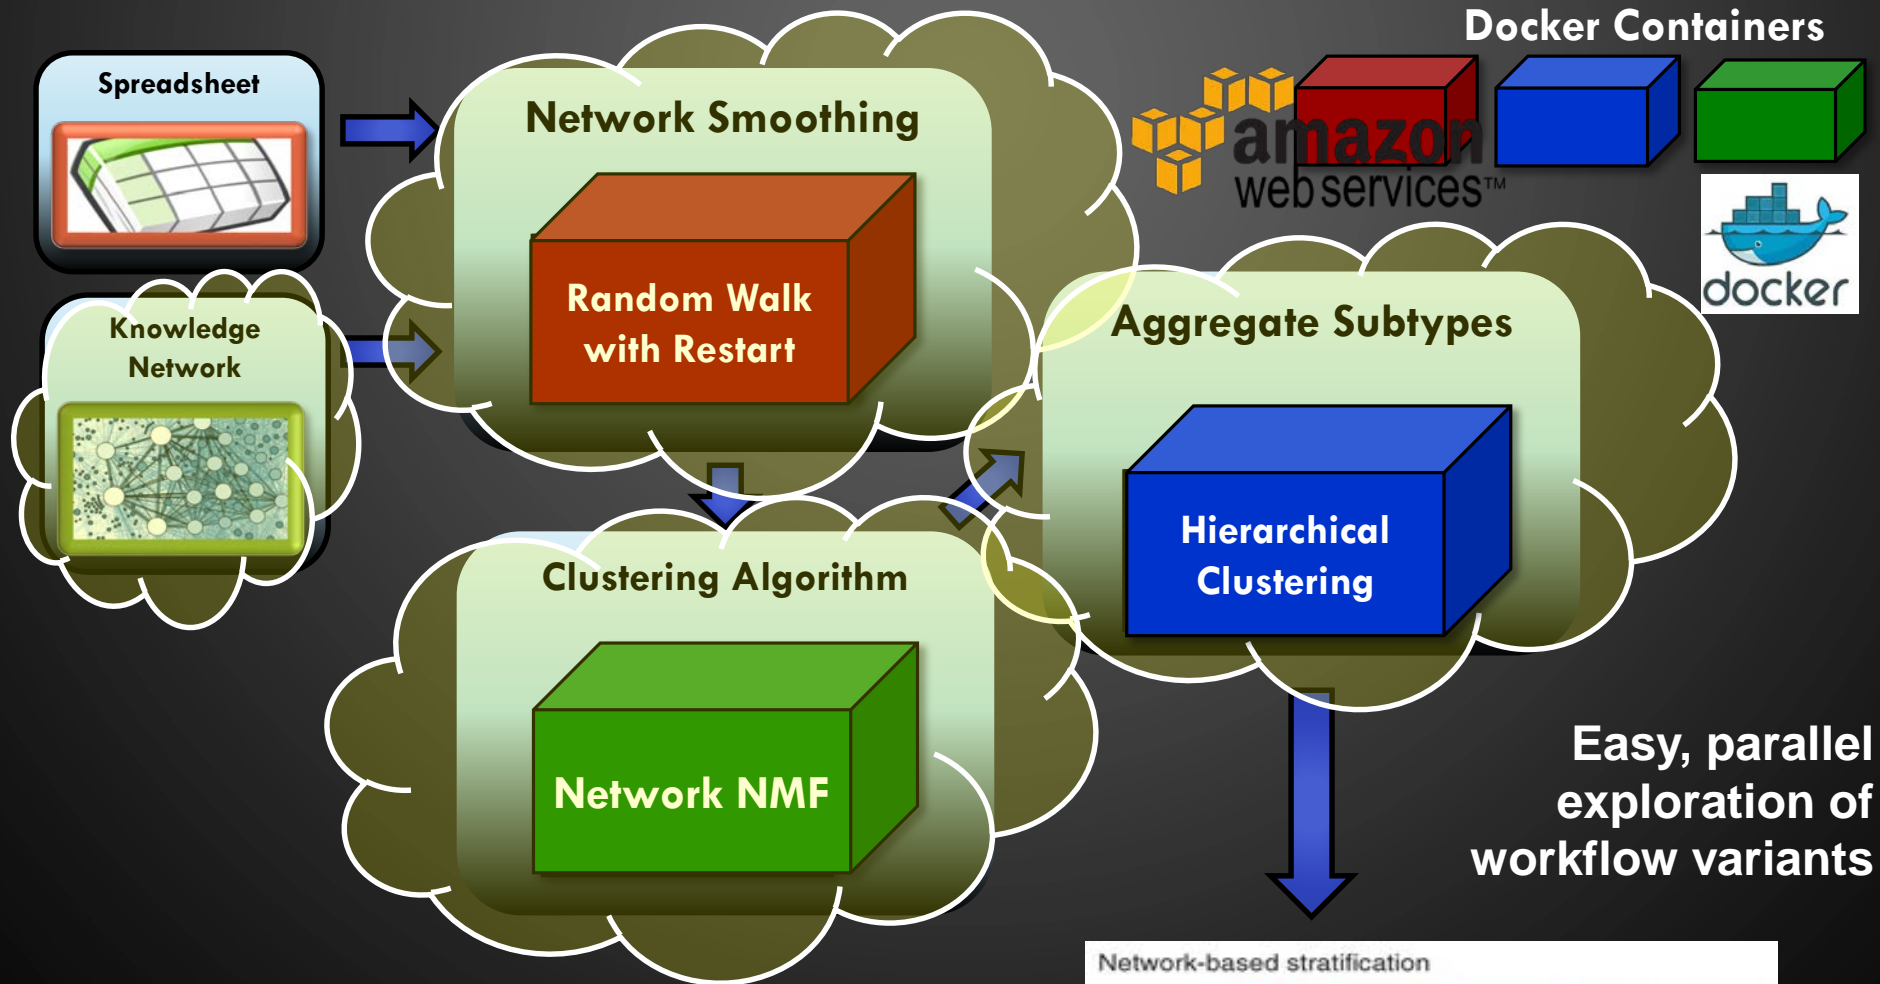 Docker Containers
Spreadsheet
Network Smoothing
amazon
web services™
Random Walk
with Restart
docker
Knowledge
Network
Aggregate Subtypes
Hierarchical
Clustering
Clustering Algorithm
Network NMF
Easy, parallel
exploration of
workflow variants
Network-based stratification